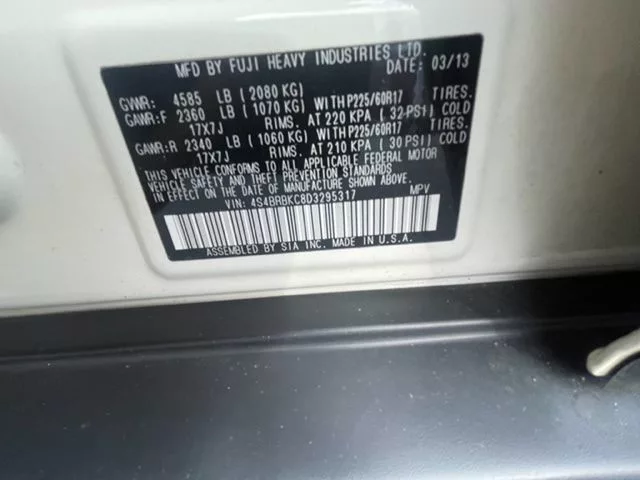 MFD BY FUJI HEAVY INDUSTRIES LTD.
DATE: 03/13
GVWR: 4585 LB ( 2080 KG)
GAWR:F 2360 LB ( 1070 KG) WITH P225/60R17 TIRES.
17X7J RIMS. AT 220 KPA ( 32 PSI) COLD
GAWR:R 2340 LB ( 1060 KG) WITH P225/60R17 TIRES.
17X7J RIMS. AT 210 KPA ( 30 PSI) COLD
THIS VEHICLE CONFORMS TO ALL APPLICABLE FEDERAL MOTOR
VEHICLE SAFETY AND THEFT PREVENTION STANDARDS
IN EFFECT ON THE DATE OF MANUFACTURE SHOWN ABOVE.
VIN: 4S4BRBKC8D3295317 MPV
ASSEMBLED BY SIA INC. MADE IN U.S.A.